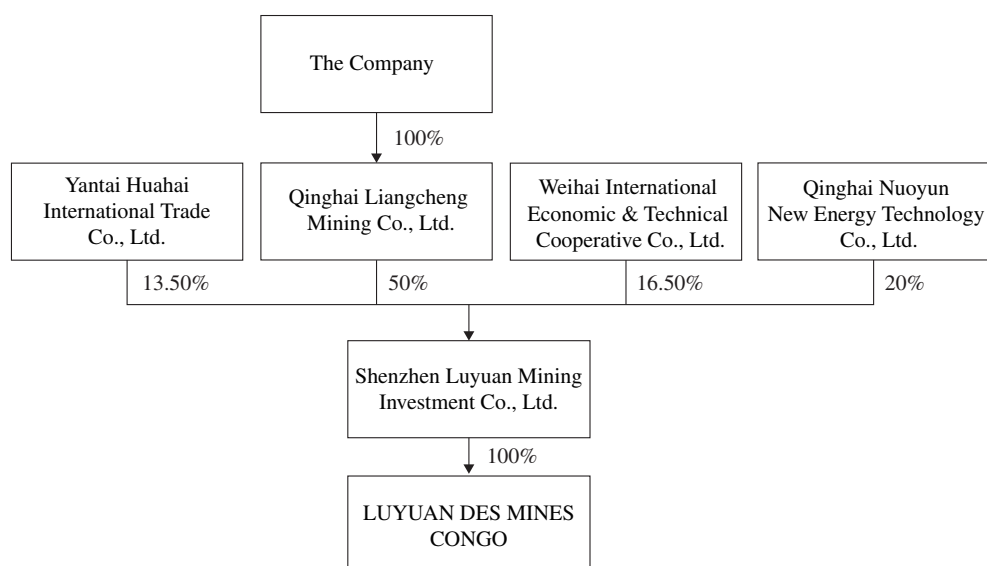 The Company
100%
Yantai Huahai
International Trade
Co., Ltd.
Qinghai Liangcheng
Mining Co., Ltd.
Weihai International
Economic & Technical
Cooperative Co., Ltd.
Qinghai Nuoyun
New Energy Technology
Co., Ltd.
13.50%
50%
16.50%
20%
Shenzhen Luyuan Mining
Investment Co., Ltd.
100%
LUYUAN DES MINES
CONGO